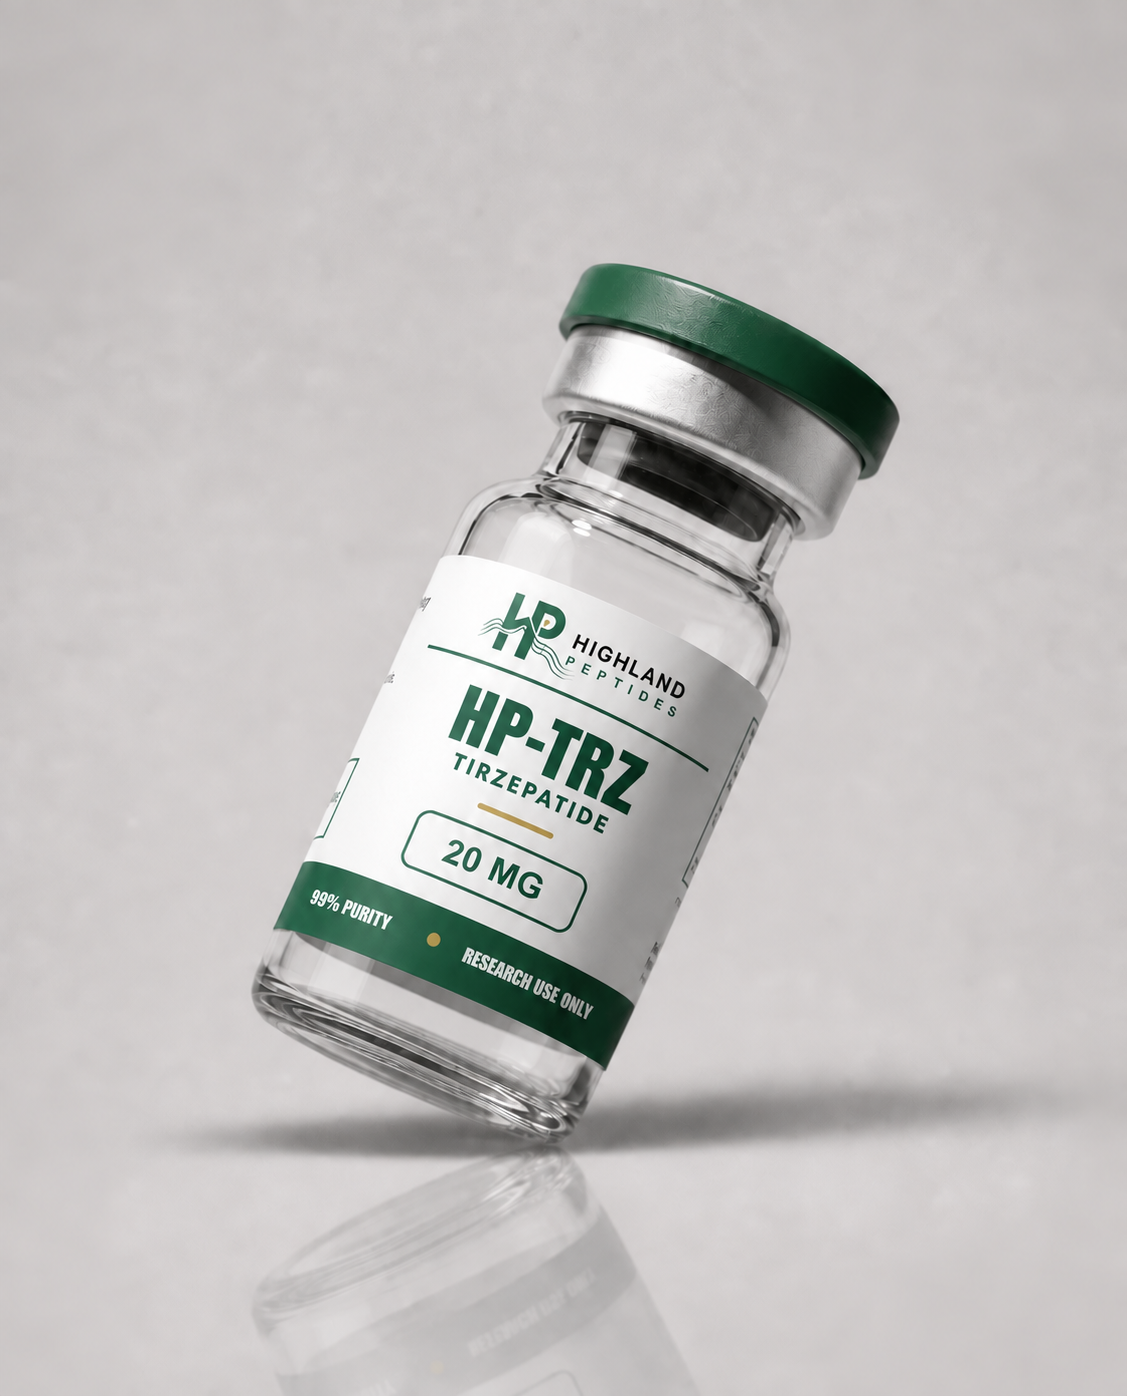 HP
HIGHLAND
PEPTIDES
HP-TRZ
TIRZEPATIDE
20 MG
99% PURITY • RESEARCH USE ONLY